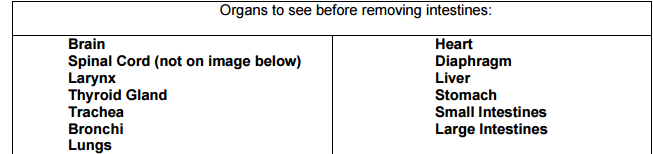 Organs to see before removing intestines:
Brain
Spinal Cord (not on image below)
Larynx
Thyroid Gland
Trachea
Bronchi
Lungs
Heart
Diaphragm
Liver
Stomach
Small Intestines
Large Intestines